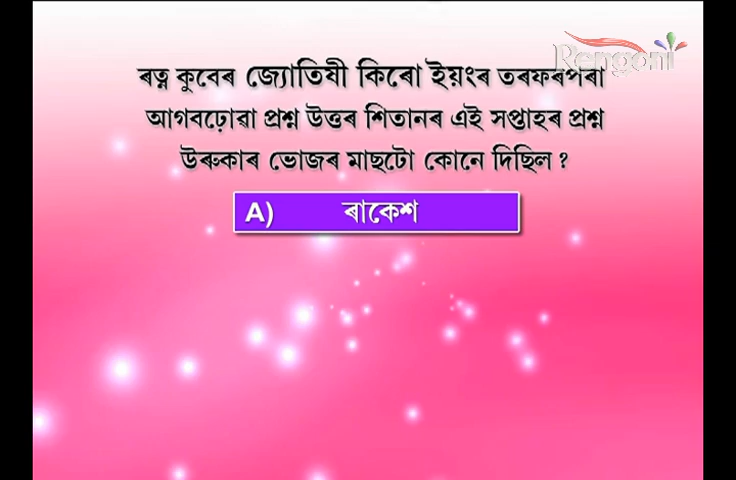 Rengoni
ৰত্ন কুবেৰ জ্যোতিষী কিৰো ইয়ংৰ তৰফৰপৰা
আগবঢ়োৱা প্ৰশ্ন উত্তৰ শিতানৰ এই সপ্তাহৰ প্ৰশ্ন
উৰুকাৰ ভোজৰ মাছটো কোনে দিছিল ?
A) ৰাকেশ